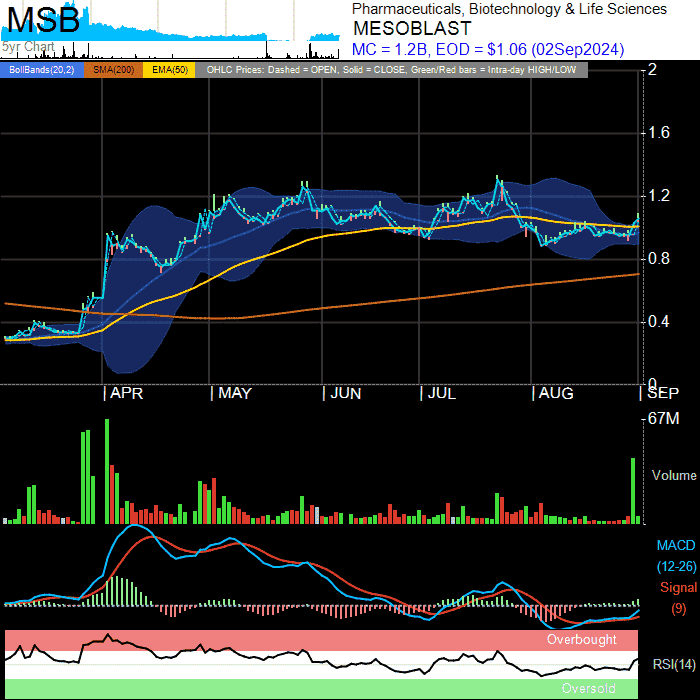 MSB
Pharmaceuticals, Biotechnology & Life Sciences
MESOBLAST
5yr Chart
MC = 1.2B, EOD = $1.06 (02Sep2024)
BollBands(20,2) SMA(200) EMA(50) OHLC Prices: Dashed = OPEN, Solid = CLOSE, Green/Red bars = Intra-day HIGH/LOW
2
1.6
1.2
0.8
0.4
0
| APR | MAY | JUN | JUL | AUG | SEP
67M
Volume
MACD
(12-26)
Signal
(9)
Overbought
RSI(14)
Oversold